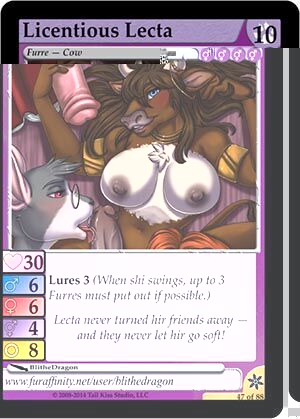 Licentious Lecta
10
Furre — Cow
30
6
6
4
8
Lures 3 (When shi swings, up to 3
Furres must put out if possible.)
Lecta never turned hir friends away —
and they never let hir go soft!
BlitheDragon
www.furaffinity.net/user/blithedragon
© 2009-2014 Tail Kiss Studio, LLC
47 of 88